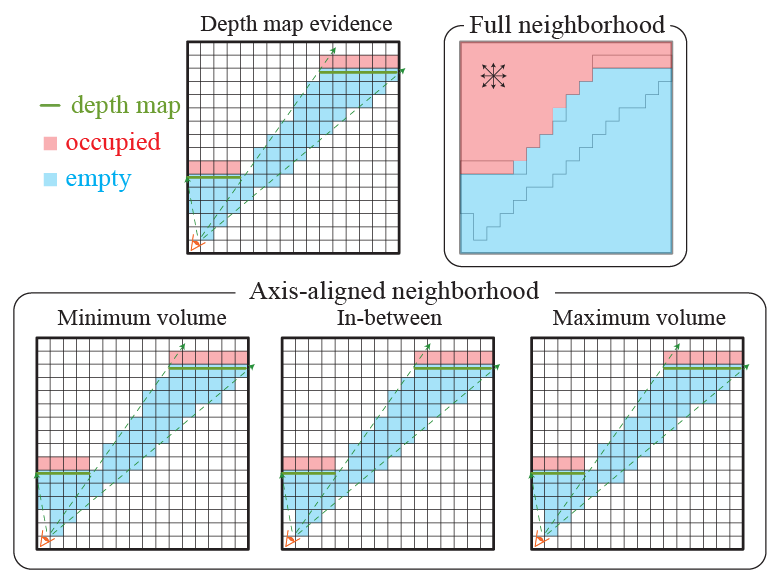 Depth map evidence
Full neighborhood
depth map
occupied
empty
Axis-aligned neighborhood
Minimum volume
In-between
Maximum volume